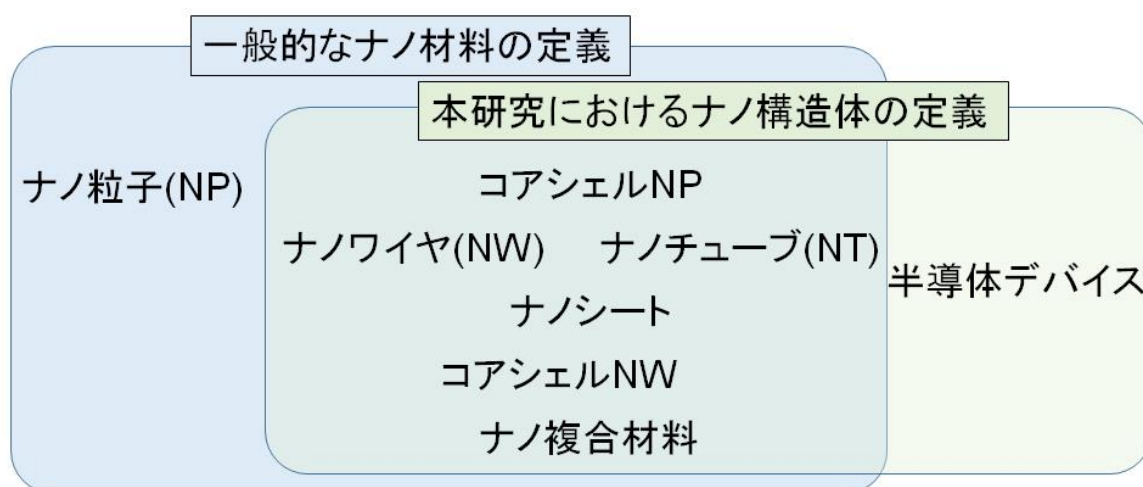 一般的なナノ材料の定義
本研究におけるナノ構造体の定義
ナノ粒子(NP)
コアシェルNP
ナノワイヤ(NW)
ナノチューブ(NT)
半導体デバイス
ナノシート
コアシェルNW
ナノ複合材料